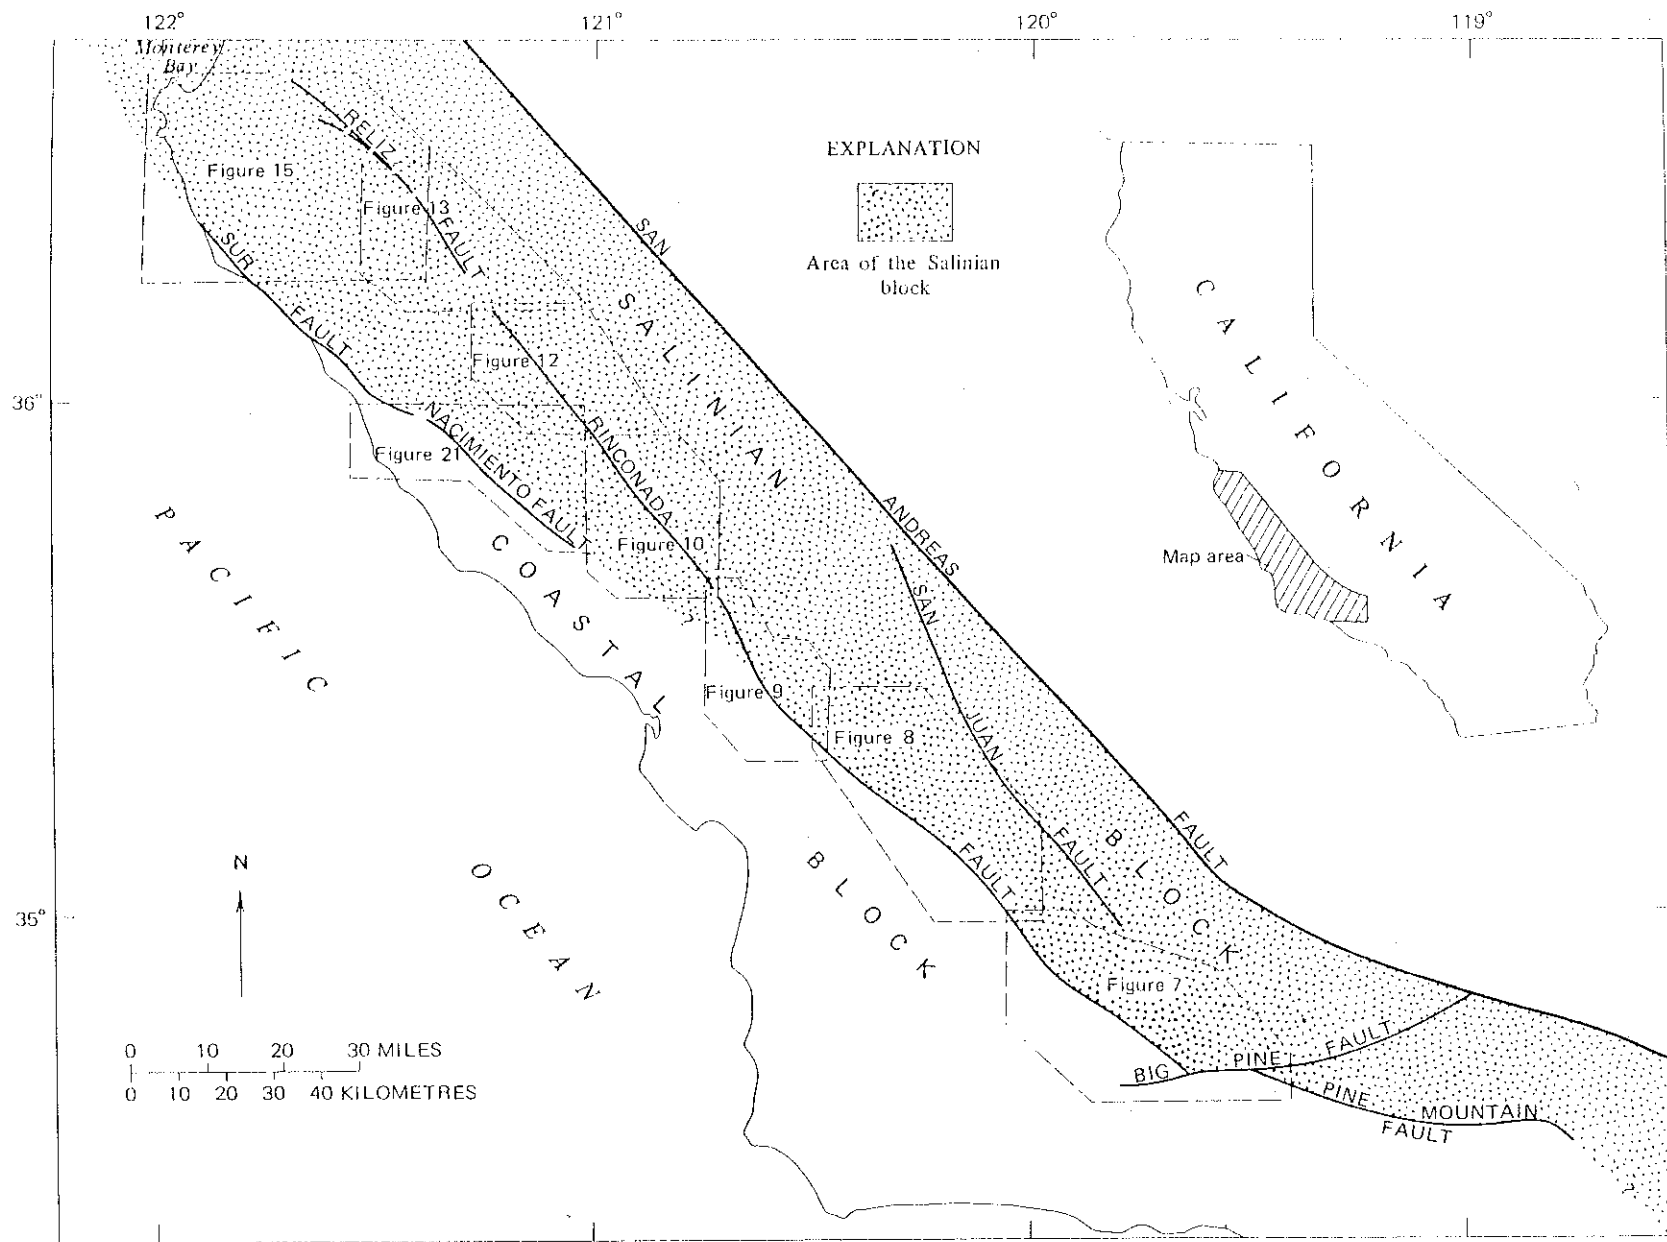 122°
121°
120°
119°
Monterey
Bay
EXPLANATION
Area of the Salinian
block
RELIZ
FAULT
Figure 15
Figure 13
SUR
FAULT
SAN
ANDREAS
FAULT
SALINIAN
BLOCK
CALIFORNIA
Map area
36°
Figure 12
NACIMIENTO FAULT
Figure 21
RINCONADA
FAULT
Figure 10
SAN
JUAN
FAULT
PACIFIC
OCEAN
COASTAL
BLOCK
?
Figure 9
Figure 8
35°
N
Figure 7
0 10 20 30 MILES
0 10 20 30 40 KILOMETRES
BIG PINE FAULT
PINE MOUNTAIN
FAULT
?